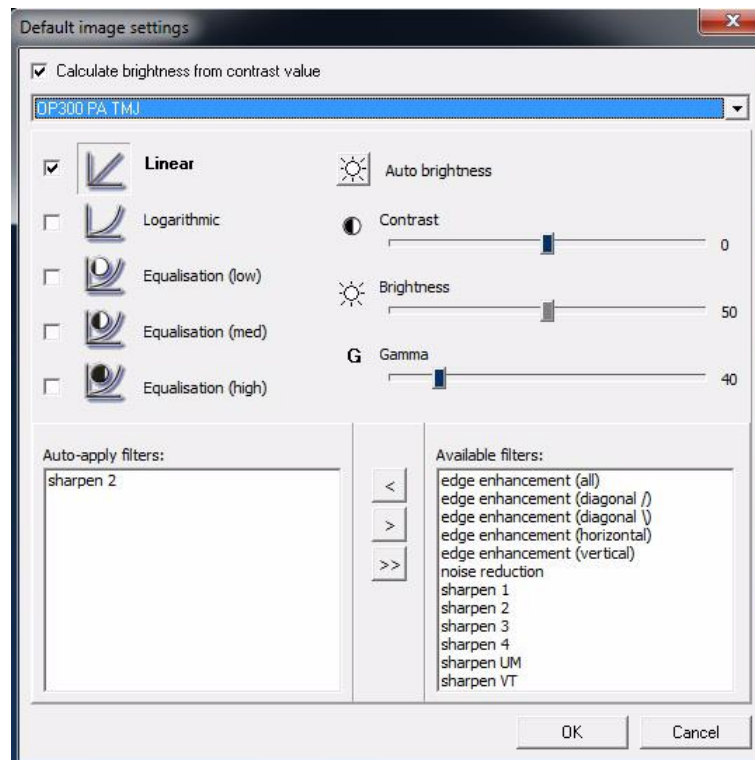 Default image settings
Calculate brightness from contrast value
OP300 PA TMJ
Linear
Logarithmic
Equalisation (low)
Equalisation (med)
Equalisation (high)
Auto brightness
Contrast
0
Brightness
50
G Gamma
40
Auto-apply filters:
sharpen 2
<
>
>>
Available filters:
edge enhancement (all)
edge enhancement (diagonal /)
edge enhancement (diagonal \)
edge enhancement (horizontal)
edge enhancement (vertical)
noise reduction
sharpen 1
sharpen 2
sharpen 3
sharpen 4
sharpen UM
sharpen VT
OK
Cancel